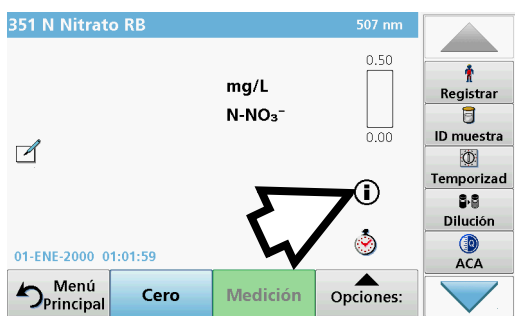 351 N Nitrato RB
507 nm
0.50
mg/L
N-NO₃⁻
0.00
i
01-ENE-2000 01:01:59
Menú
Principal
Cero
Medición
Opciones:
Registrar
ID muestra
Temporizad
Dilución
ACA